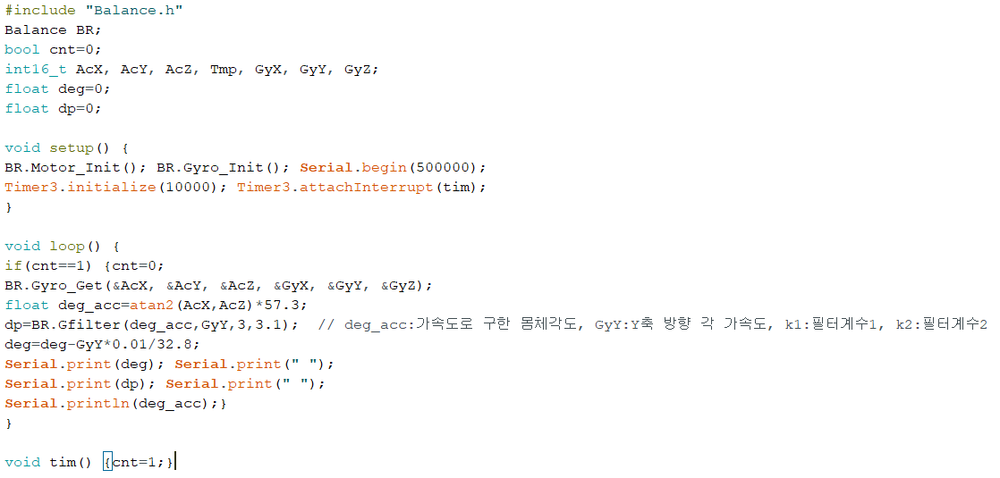 #include "Balance.h"
Balance BR;
bool cnt=0;
int16_t AcX, AcY, AcZ, Tmp, GyX, GyY, GyZ;
float deg=0;
float dp=0;
void setup() {
BR.Motor_Init(); BR.Gyro_Init(); Serial.begin(500000);
Timer3.initialize(10000); Timer3.attachInterrupt(tim);
}
void loop() {
if(cnt==1) {cnt=0;
BR.Gyro_Get(&AcX, &AcY, &AcZ, &GyX, &GyY, &GyZ);
float deg_acc=atan2(AcX,AcZ)*57.3;
dp=BR.Gfilter(deg_acc,GyY,3,3.1);  // deg_acc:가속도로 구한 몸체각도, GyY:Y축 방향 각 가속도, k1:필터계수1, k2:필터계수2
deg=deg-GyY*0.01/32.8;
Serial.print(deg); Serial.print(" ");
Serial.print(dp); Serial.print(" ");
Serial.println(deg_acc);}
}
void tim() {cnt=1;}